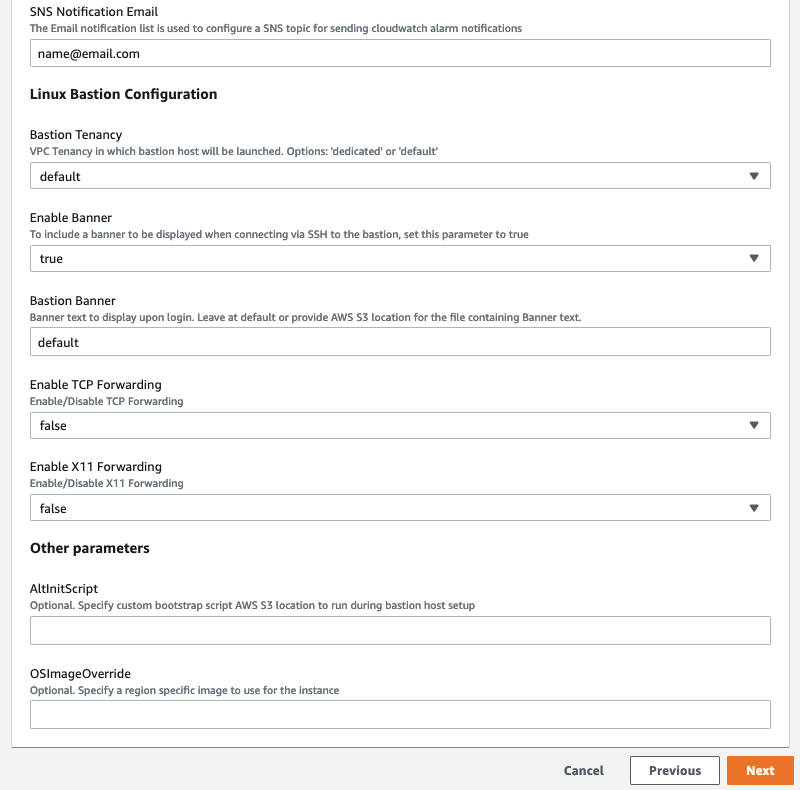 SNS Notification Email
The Email notification list is used to configure a SNS topic for sending cloudwatch alarm notifications
name@email.com
Linux Bastion Configuration
Bastion Tenancy
VPC Tenancy in which bastion host will be launched. Options: 'dedicated' or 'default'
default
Enable Banner
To include a banner to be displayed when connecting via SSH to the bastion, set this parameter to true
true
Bastion Banner
Banner text to display upon login. Leave at default or provide AWS S3 location for the file containing Banner text.
default
Enable TCP Forwarding
Enable/Disable TCP Forwarding
false
Enable X11 Forwarding
Enable/Disable X11 Forwarding
false
Other parameters
AltInitScript
Optional. Specify custom bootstrap script AWS S3 location to run during bastion host setup
OSImageOverride
Optional. Specify a region specific image to use for the instance
Cancel Previous Next